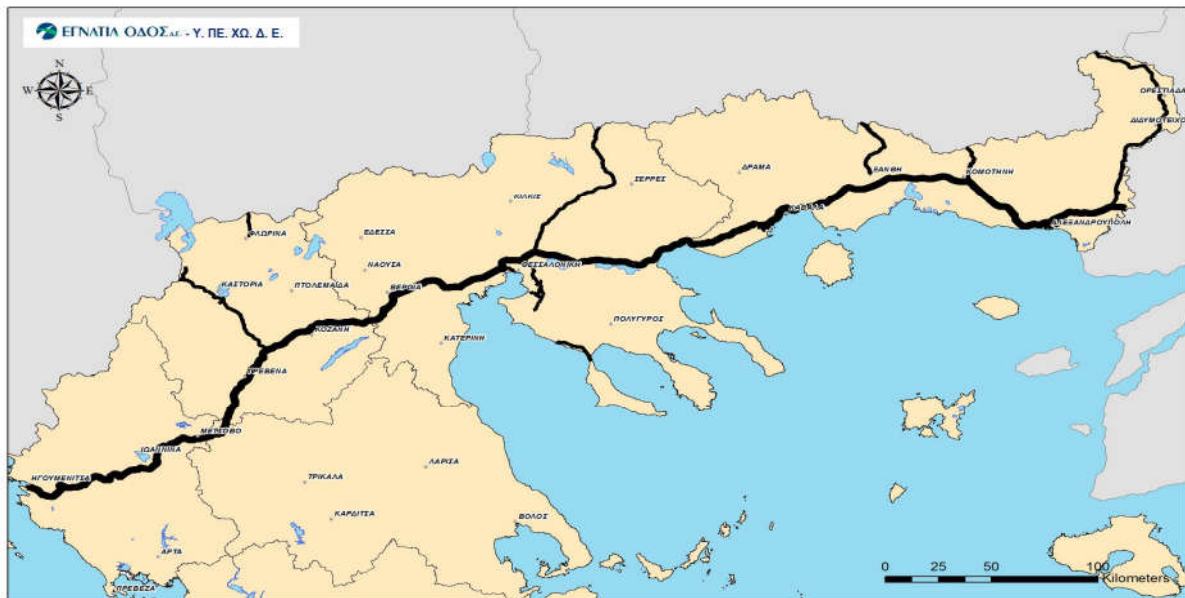 ΕΓΝΑΤΙΑ ΟΔΟΣ Α.Ε. - Υ. ΠΕ. ΧΩ. Δ. Ε.
N
W E
S
ΟΡΕΣΤΙΑΔΑ
ΔΙΔΥΜΟΤΕΙΧΟ
ΞΑΝΘΗ
ΚΟΜΟΤΗΝΗ
ΔΡΑΜΑ
ΣΕΡΡΕΣ
ΚΙΛΚΙΣ
ΚΑΒΑΛΑ
ΑΛΕΞΑΝΔΡΟΥΠΟΛΗ
ΦΛΩΡΙΝΑ
ΕΔΕΣΣΑ
ΘΕΣΣΑΛΟΝΙΚΗ
ΝΑΟΥΣΑ
ΚΑΣΤΟΡΙΑ
ΠΤΟΛΕΜΑΪΔΑ
ΒΕΡΟΙΑ
ΠΟΛΥΓΥΡΟΣ
ΚΟΖΑΝΗ
ΚΑΤΕΡΙΝΗ
ΓΡΕΒΕΝΑ
ΜΕΤΣΟΒΟ
ΙΩΑΝΝΙΝΑ
ΛΑΡΙΣΑ
ΗΓΟΥΜΕΝΙΤΣΑ
ΤΡΙΚΑΛΑ
ΚΑΡΔΙΤΣΑ
ΒΟΛΟΣ
ΑΡΤΑ
ΠΡΕΒΕΖΑ
0 25 50 100
Kilometers